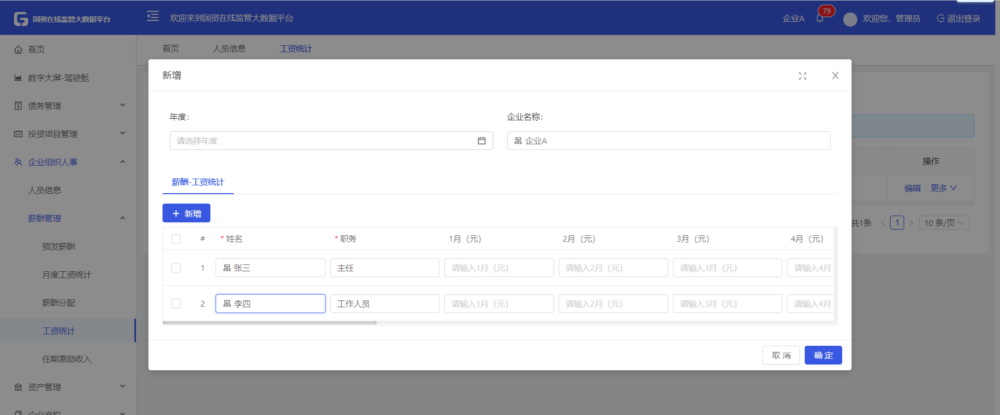 国资在线监管大数据平台
欢迎来到国资在线监管大数据平台
企业A
79
欢迎您，管理员
退出登录
首页
数字大屏-驾驶舱
债务管理
投资项目管理
企业组织人事
人员信息
薪酬管理
预发薪酬
月度工资统计
薪酬分配
工资统计
任期激励收入
资产管理
企业产权
首页 人员信息 工资统计
新增
年度：
请选择年度
企业名称：
企业A
薪酬-工资统计
新增
# * 姓名 * 职务 1月（元） 2月（元） 3月（元） 4月（元）
1 张三 主任 请输入1月（元） 请输入2月（元） 请输入3月（元） 请输入4月
2 李四 工作人员 请输入1月（元） 请输入2月（元） 请输入3月（元） 请输入4月
取 消 确 定
操作
编辑 更多
共1条 < 1 > 10 条/页